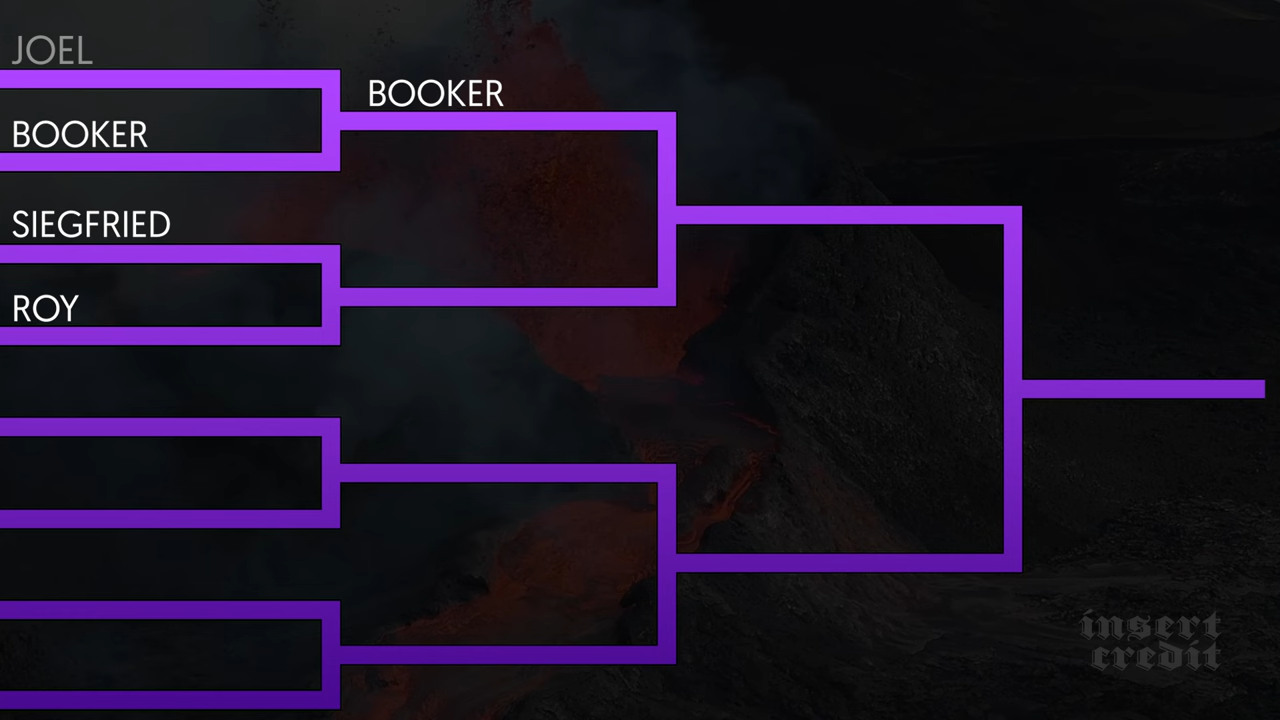 JOEL
BOOKER
BOOKER
SIEGFRIED
ROY
insert
credit